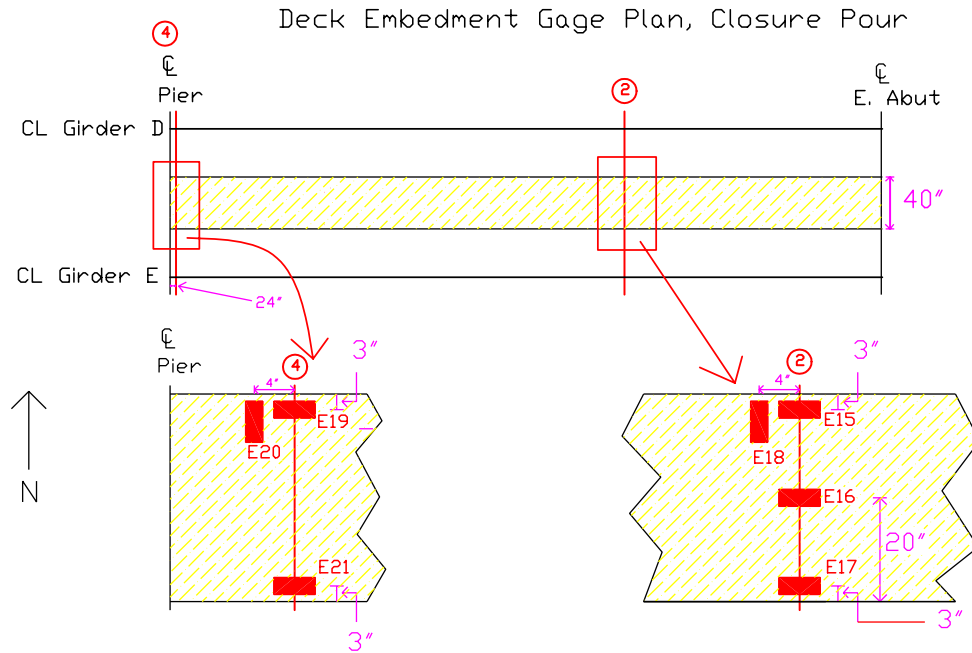 Deck Embedment Gage Plan, Closure Pour
4
℄
Pier
2
℄
E. Abut
CL Girder D
40"
CL Girder E
24"
℄
Pier
4
3"
4"
E19
E20
E21
3"
2
3"
4"
E15
E18
E16
20"
E17
3"
N